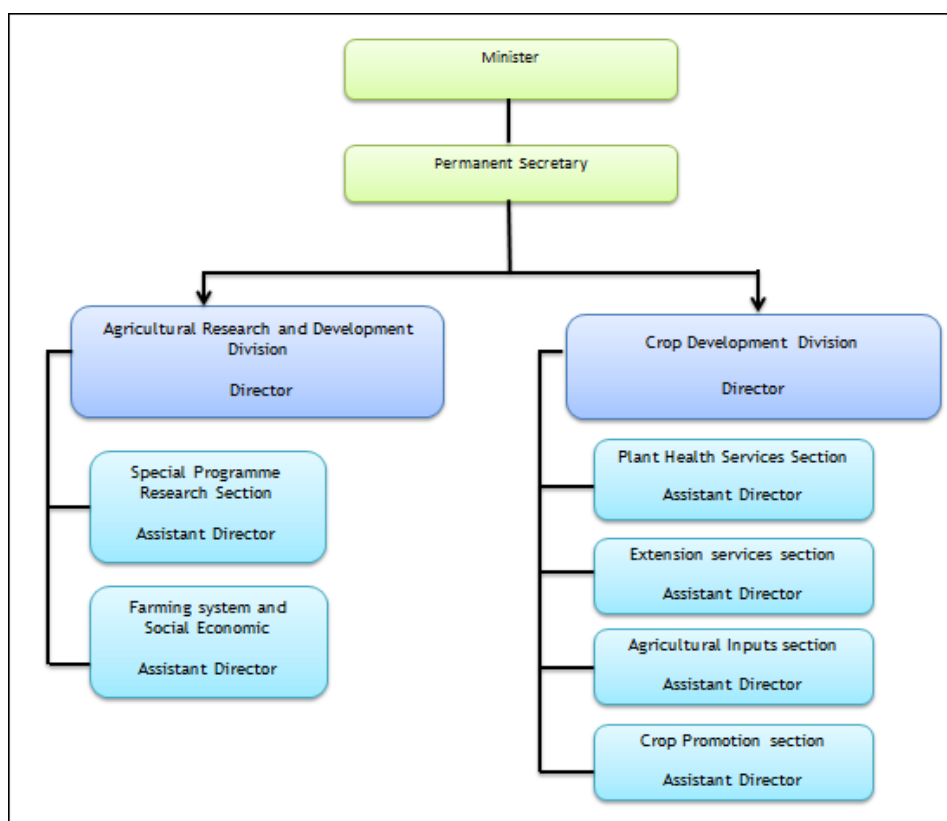 Minister
Permanent Secretary
Agricultural Research and Development
Division
Director
Special Programme
Research Section
Assistant Director
Farming system and
Social Economic
Assistant Director
Crop Development Division
Director
Plant Health Services Section
Assistant Director
Extension services section
Assistant Director
Agricultural Inputs section
Assistant Director
Crop Promotion section
Assistant Director